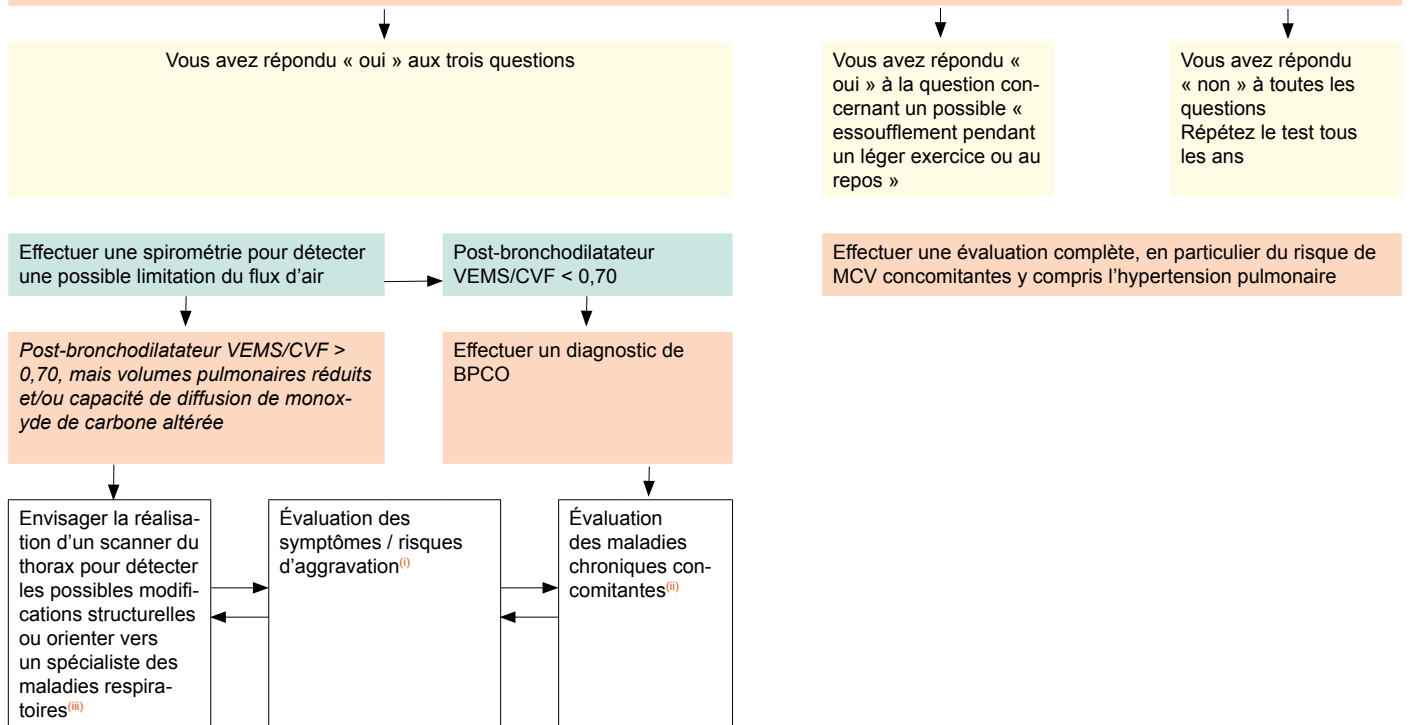 Vous avez répondu « oui » aux trois questions
Vous avez répondu «
oui » à la question con-
cernant un possible «
essoufflement pendant
un léger exercice ou au
repos »
Vous avez répondu
« non » à toutes les
questions
Répétez le test tous
les ans
Effectuer une spirométrie pour détecter
une possible limitation du flux d'air
Post-bronchodilatateur
VEMS/CVF < 0,70
Effectuer une évaluation complète, en particulier du risque de
MCV concomitantes y compris l'hypertension pulmonaire
Post-bronchodilatateur VEMS/CVF >
0,70, mais volumes pulmonaires réduits
et/ou capacité de diffusion de monox-
yde de carbone altérée
Effectuer un diagnostic de
BPCO
Envisager la réalisa-
tion d'un scanner du
thorax pour détecter
les possibles modifi-
cations structurelles
ou orienter vers
un spécialiste des
maladies respira-
toires(iii)
Évaluation des
symptômes / risques
d'aggravation(i)
Évaluation
des maladies
chroniques con-
comitantes(ii)